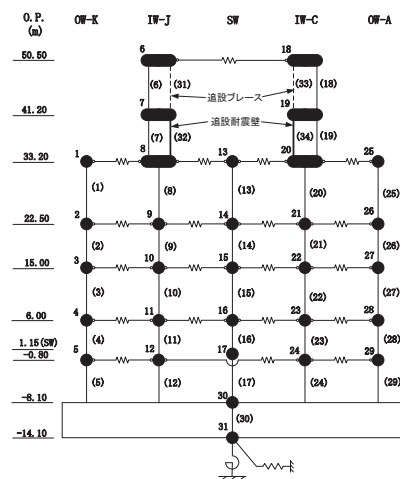 O.P. OW-K IW-J SW IW-C OW-A
(m)
6 18
50.50
(6) (31) (33) (18)
追設ブレース
41.20 7 19
追設耐震壁
(7) (32) (34) (19)
33.20 1 8 13 20 25
(1) (8) (13) (20) (25)
22.50 2 9 14 21 26
(2) (9) (14) (21) (26)
15.00 3 10 15 22 27
(3) (10) (15) (22) (27)
6.00 4 11 16 23 28
1.15(SW) (4) (11) (16) (23) (28)
-0.80 5 12 17 24 29
(5) (12) (17) (24) (29)
-8.10 30
(30)
-14.10 31